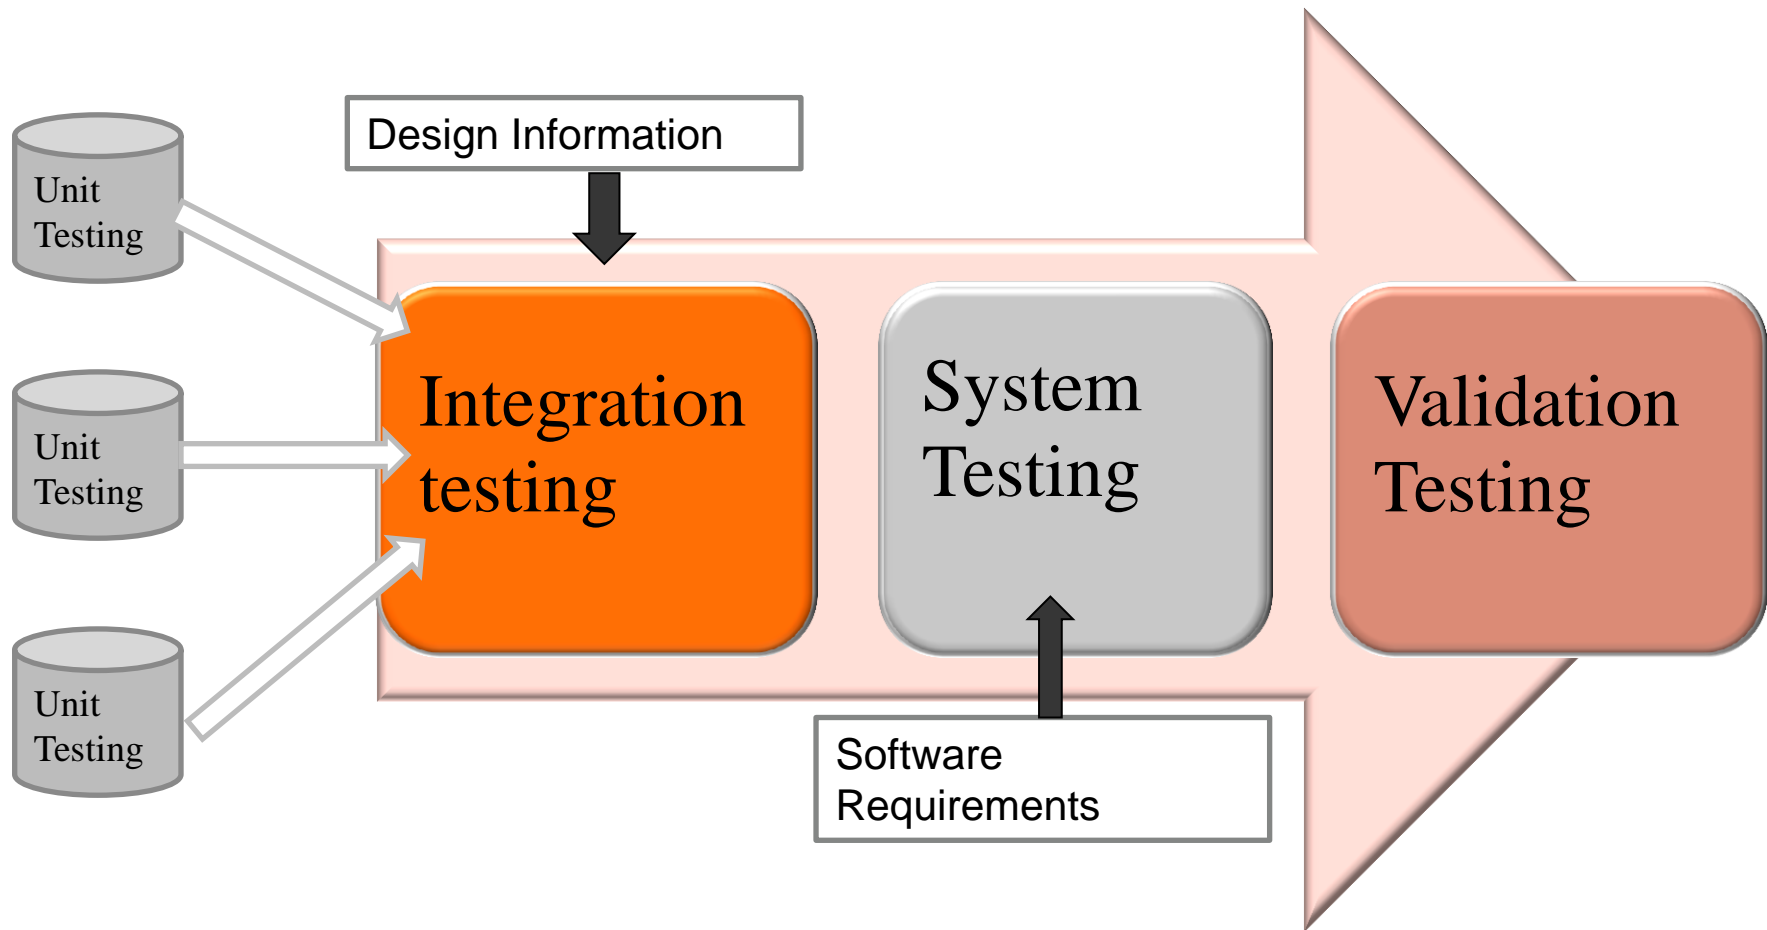 Design Information
Unit
Testing
Unit
Testing
Unit
Testing
Integration
testing
System
Testing
Validation
Testing
Software
Requirements